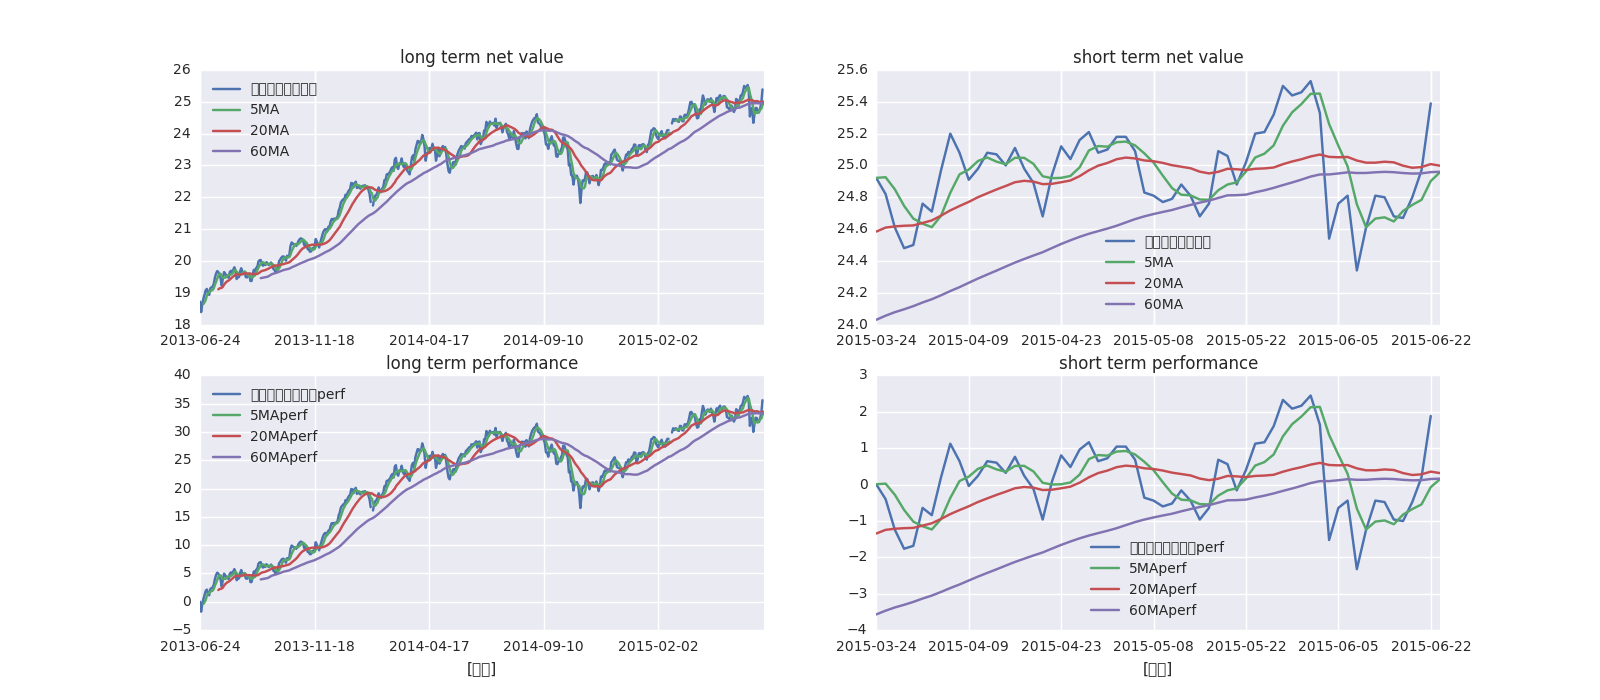 long term net value
26
25
24
23
22
21
20
19
18
5MA
20MA
60MA
2013-06-24 2013-11-18 2014-04-17 2014-09-10 2015-02-02
short term net value
25.6
25.4
25.2
25.0
24.8
24.6
24.4
24.2
24.0
5MA
20MA
60MA
2015-03-24 2015-04-09 2015-04-23 2015-05-08 2015-05-22 2015-06-05 2015-06-22
long term performance
40
35
30
25
20
15
10
5
0
−5
perf
5MAperf
20MAperf
60MAperf
2013-06-24 2013-11-18 2014-04-17 2014-09-10 2015-02-02
short term performance
3
2
1
0
−1
−2
−3
−4
perf
5MAperf
20MAperf
60MAperf
2015-03-24 2015-04-09 2015-04-23 2015-05-08 2015-05-22 2015-06-05 2015-06-22